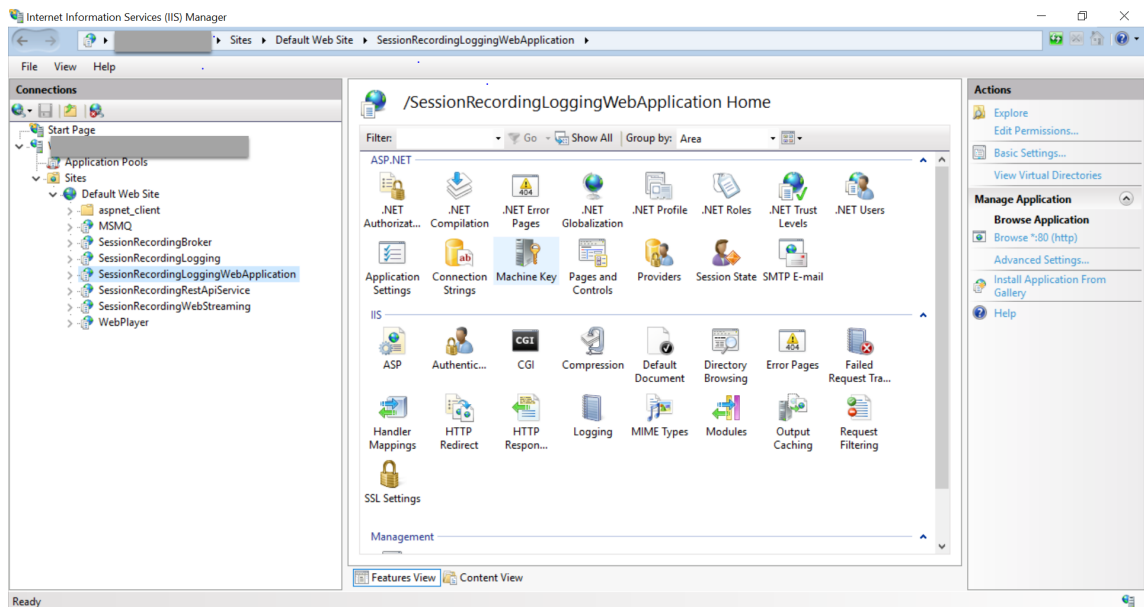 Internet Information Services (IIS) Manager
Sites Default Web Site SessionRecordingLoggingWebApplication
File View Help
Connections
Start Page
Application Pools
Sites
Default Web Site
aspnet_client
MSMQ
SessionRecordingBroker
SessionRecordingLogging
SessionRecordingLoggingWebApplication
SessionRecordingRestApiService
SessionRecordingWebStreaming
WebPlayer
/SessionRecordingLoggingWebApplication Home
Filter: Go Show All Group by: Area
ASP.NET
.NET Authorizat...
.NET Compilation
.NET Error Pages
.NET Globalization
.NET Profile
.NET Roles
.NET Trust Levels
.NET Users
Application Settings
Connection Strings
Machine Key
Pages and Controls
Providers
Session State
SMTP E-mail
IIS
ASP
Authentic...
CGI
Compression
Default Document
Directory Browsing
Error Pages
Failed Request Tra...
Handler Mappings
HTTP Redirect
HTTP Respon...
Logging
MIME Types
Modules
Output Caching
Request Filtering
SSL Settings
Management
Features View Content View
Actions
Explore
Edit Permissions...
Basic Settings...
View Virtual Directories
Manage Application
Browse Application
Browse *:80 (http)
Advanced Settings...
Install Application From
Gallery
Help
Ready